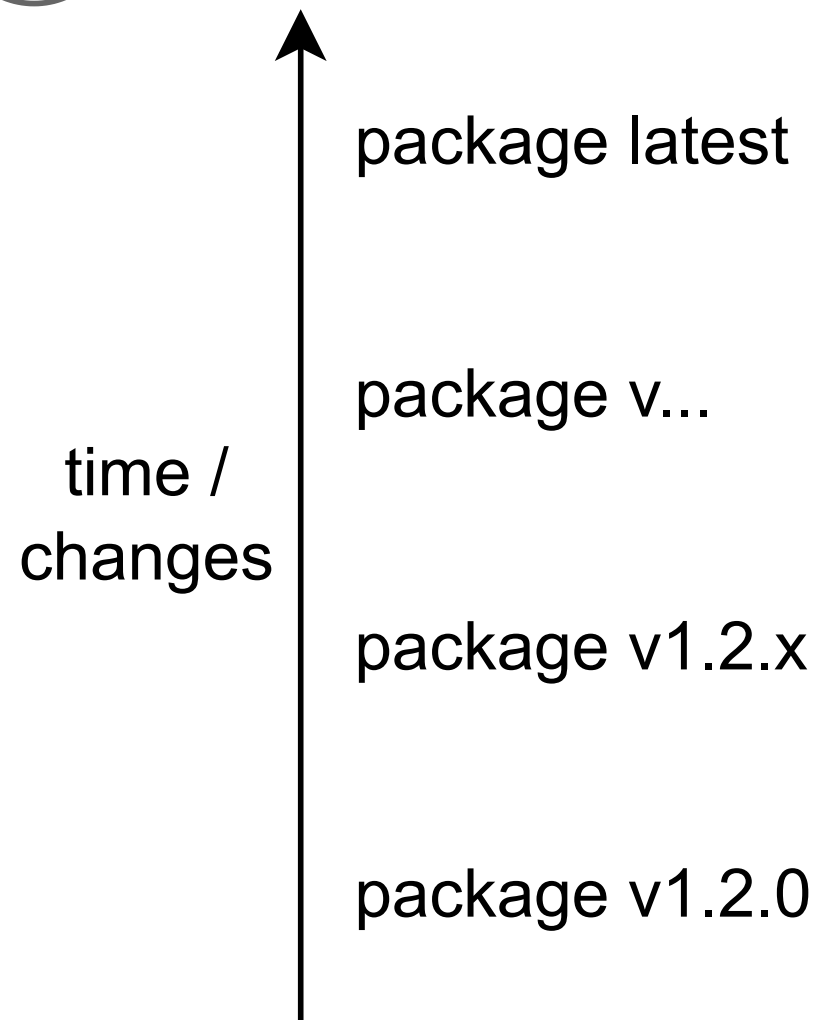 package latest
package v...
time /
changes
package v1.2.x
package v1.2.0